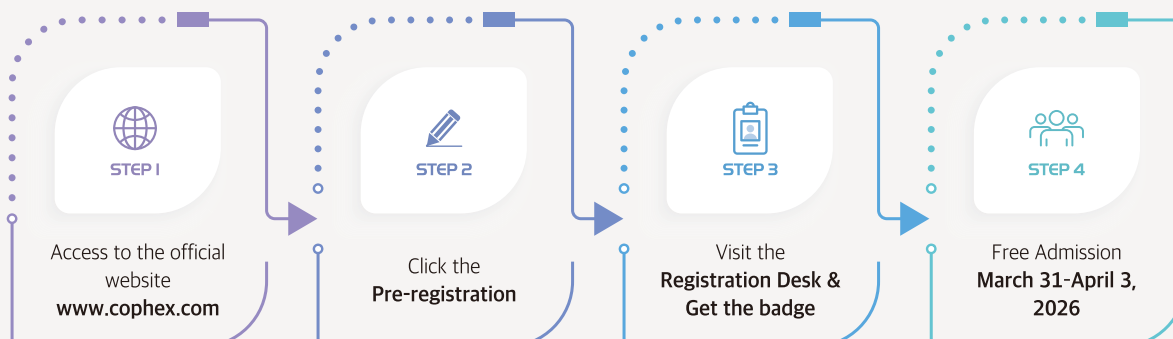 STEP 1
Access to the official
website
www.cophex.com
STEP 2
Click the
Pre-registration
STEP 3
Visit the
Registration Desk &
Get the badge
STEP 4
Free Admission
March 31-April 3,
2026